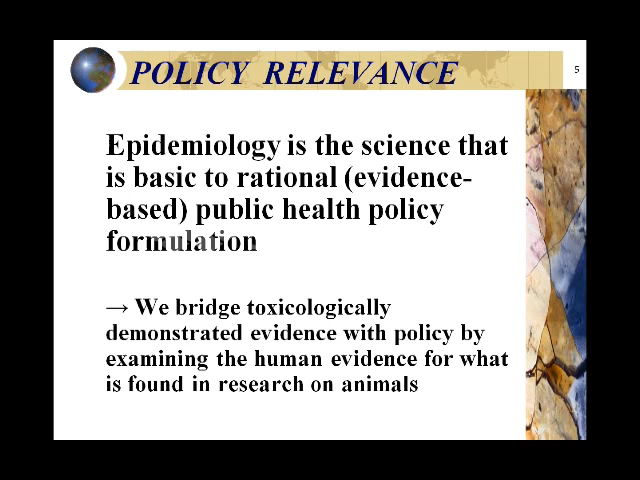 POLICY RELEVANCE
5
Epidemiology is the science that
is basic to rational (evidence-
based) public health policy
formulation
→ We bridge toxicologically
demonstrated evidence with policy by
examining the human evidence for what
is found in research on animals